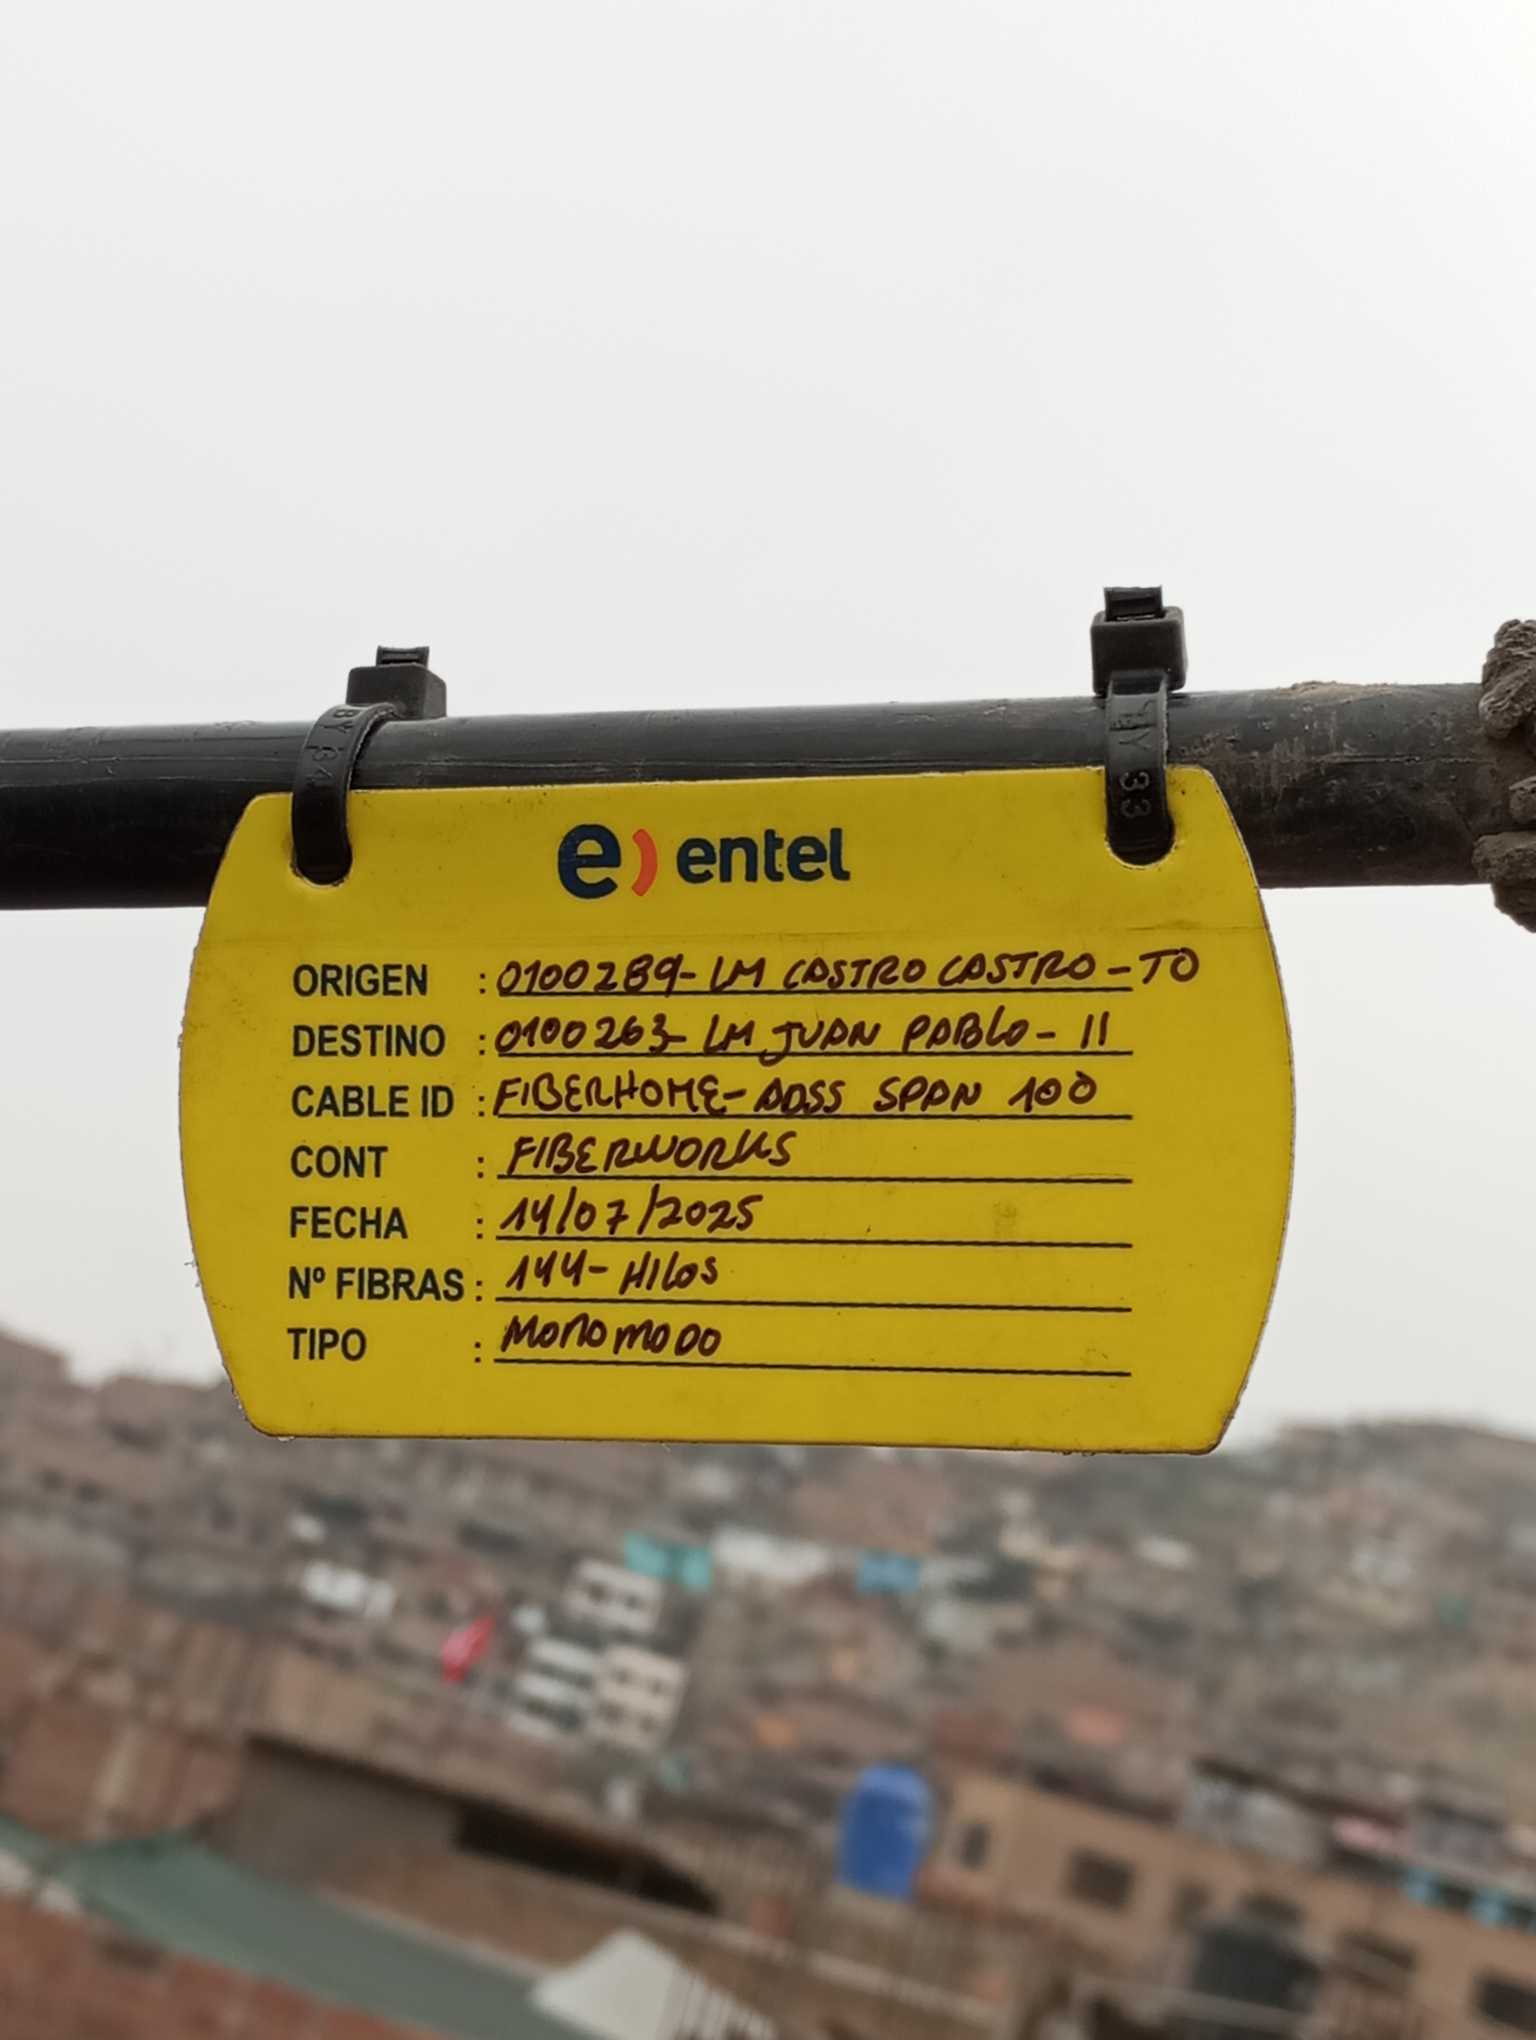 e) entel
ORIGEN : 0100289-LM CASTRO CASTRO-TO
DESTINO : 0100263-LM JUAN PABLO-II
CABLE ID : FIBERHOME-ADSS SPAN 100
CONT : FIBERWORKS
FECHA : 14/07/2025
Nº FIBRAS : 144-HILOS
TIPO : MONOMODO